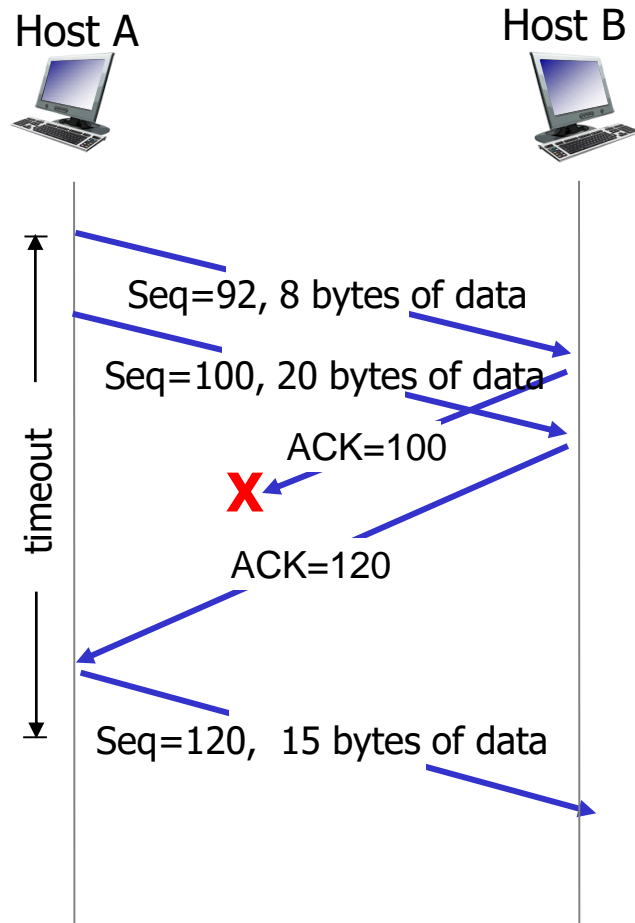 Host A
Host B
Seq=92, 8 bytes of data
Seq=100, 20 bytes of data
ACK=100
X
timeout
ACK=120
Seq=120, 15 bytes of data